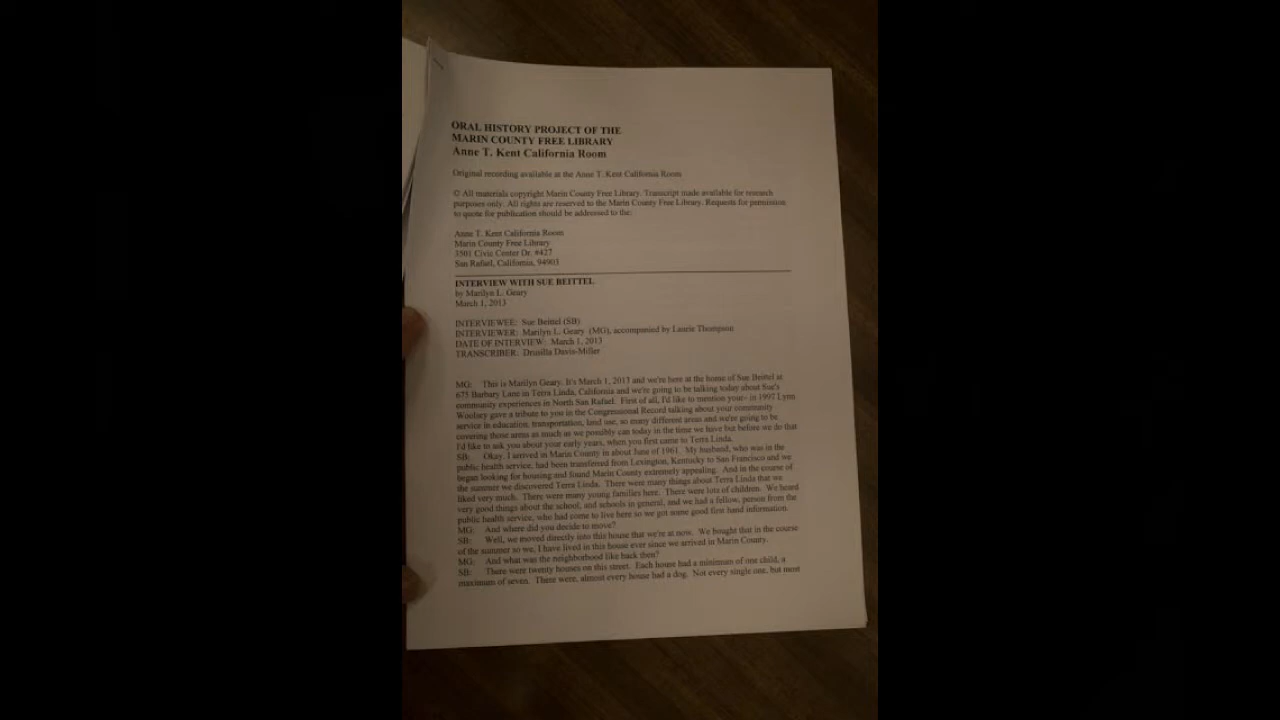 ORAL HISTORY PROJECT OF THE
MARIN COUNTY FREE LIBRARY
Anne T. Kent California Room
Original recording available at the Anne T. Kent California Room
© All materials copyright Marin County Free Library. Transcript made available for research
purposes only. All rights are reserved to the Marin County Free Library. Requests for permission
to quote for publication should be addressed to the:
Anne T. Kent California Room
Marin County Free Library
3501 Civic Center Dr. #427
San Rafael, California, 94903
INTERVIEW WITH SUE BEITTEL
by Marilyn L. Geary
March 1, 2013
INTERVIEWEE: Sue Beittel (SB)
INTERVIEWER: Marilyn L. Geary (MG), accompanied by Laurie Thompson
DATE OF INTERVIEW: March 1, 2013
TRANSCRIBER: Drusilla Davis-Miller
MG: This is Marilyn Geary. It's March 1, 2013 and we're here at the home of Sue Beittel at
675 Barbary Lane in Terra Linda, California and we're going to be talking today about Sue's
community experiences in North San Rafael. First of all, I'd like to mention your- in 1997 Lynn
Woolsey gave a tribute to you in the Congressional Record talking about your community
service in education, transportation, land use, so many different areas and we're going to be
covering those areas as much as we possibly can today in the time we have but before we do that
I'd like to ask you about your early years, when you first came to Terra Linda.
SB: Okay. I arrived in Marin County in about June of 1961. My husband, who was in the
public health service, had been transferred from Lexington, Kentucky to San Francisco and we
began looking for housing and found Marin County extremely appealing. And in the course of
the summer we discovered Terra Linda. There were many things about Terra Linda that we
liked very much. There were many young families here. There were lots of children. We heard
very good things about the school, and schools in general, and we had a fellow, person from the
public health service, who had come to live here so we got some good first hand information.
MG: And where did you decide to move?
SB: Well, we moved directly into this house that we're at now. We bought that in the course
of the summer so we, I have lived in this house ever since we arrived in Marin County.
MG: And what was the neighborhood like back then?
SB: There were twenty houses on this street. Each house had a minimum of one child, a
maximum of seven. There were, almost every house had a dog. Not every single one, but most